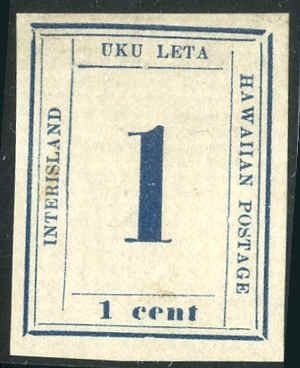 UKU LETA
INTERISLAND
1
HAWAIIAN POSTAGE
1 cent